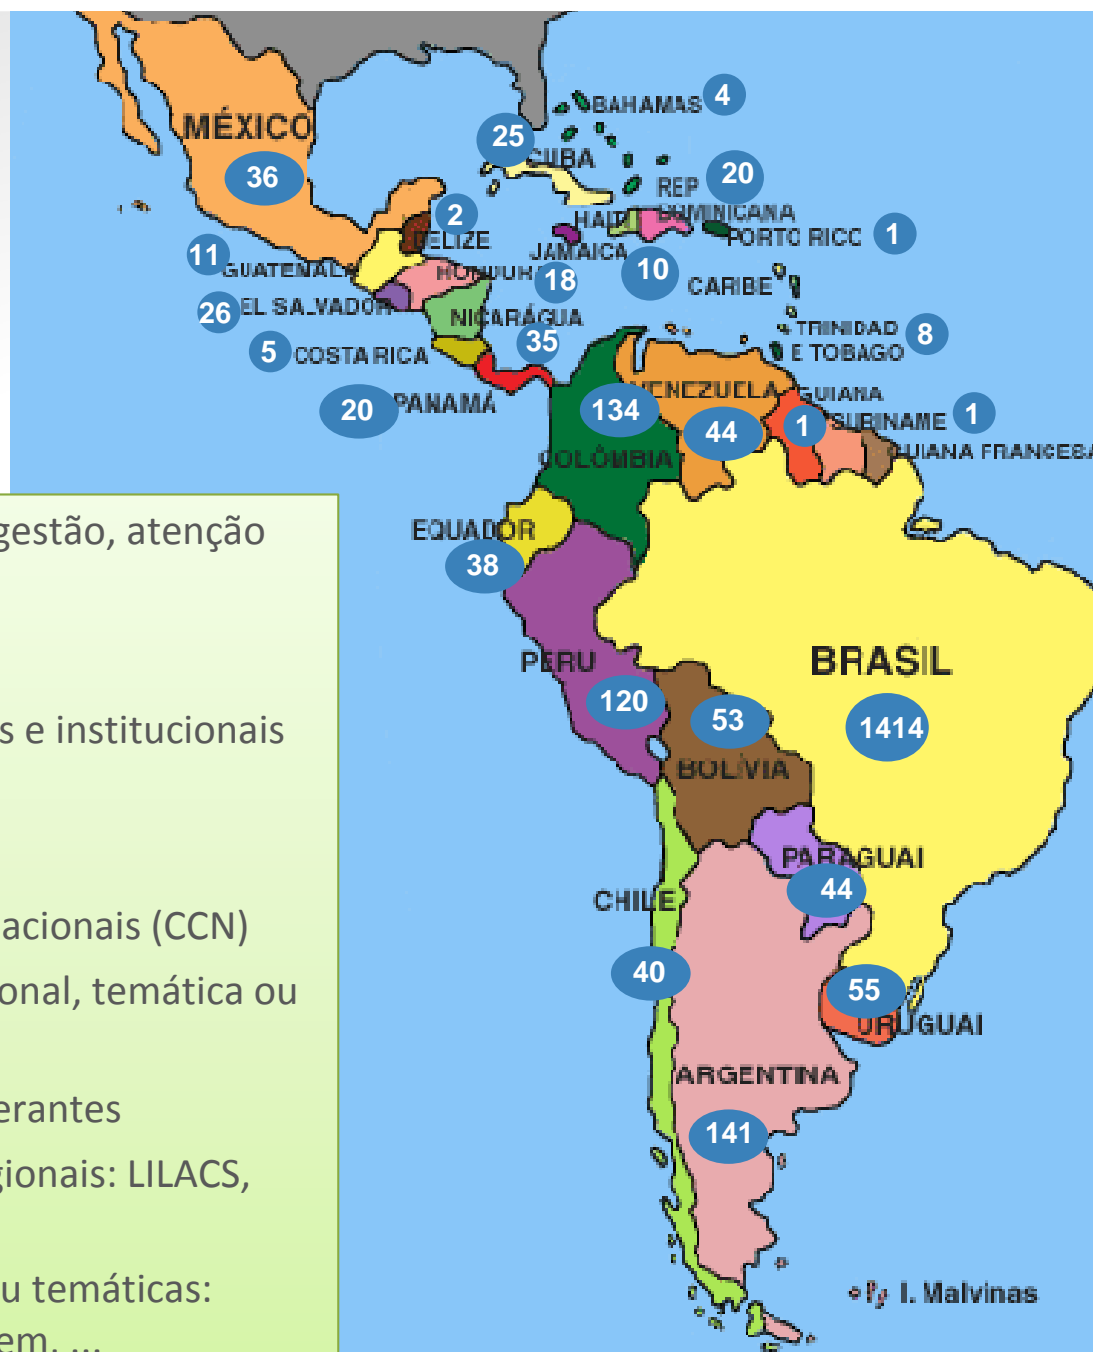 BAHAMAS 4
MÉXICO
36
25
CUBA
REP 20
DOMINICANA
HAITI
2
BELIZE
JAMAICA
PORTO RICO 1
11
GUATEMALA
HONDURAS
18
10
CARIBE
26 EL SALVADOR
NICARÁGUA
35
TRINIDAD
E TOBAGO 8
5 COSTA RICA
20 PANAMÁ
VENEZUELA
44
GUIANA
1
SURINAME 1
GUIANA FRANCESA
134
COLÔMBIA
EQUADOR
38
PERU
120
BRASIL
1414
53
BOLÍVIA
PARAGUAI
44
CHILE
40
55
URUGUAI
ARGENTINA
141
I. Malvinas
gestão, atenção
s e institucionais
acionais (CCN)
onal, temática ou
erantes
gionais: LILACS,
u temáticas:
em, ...